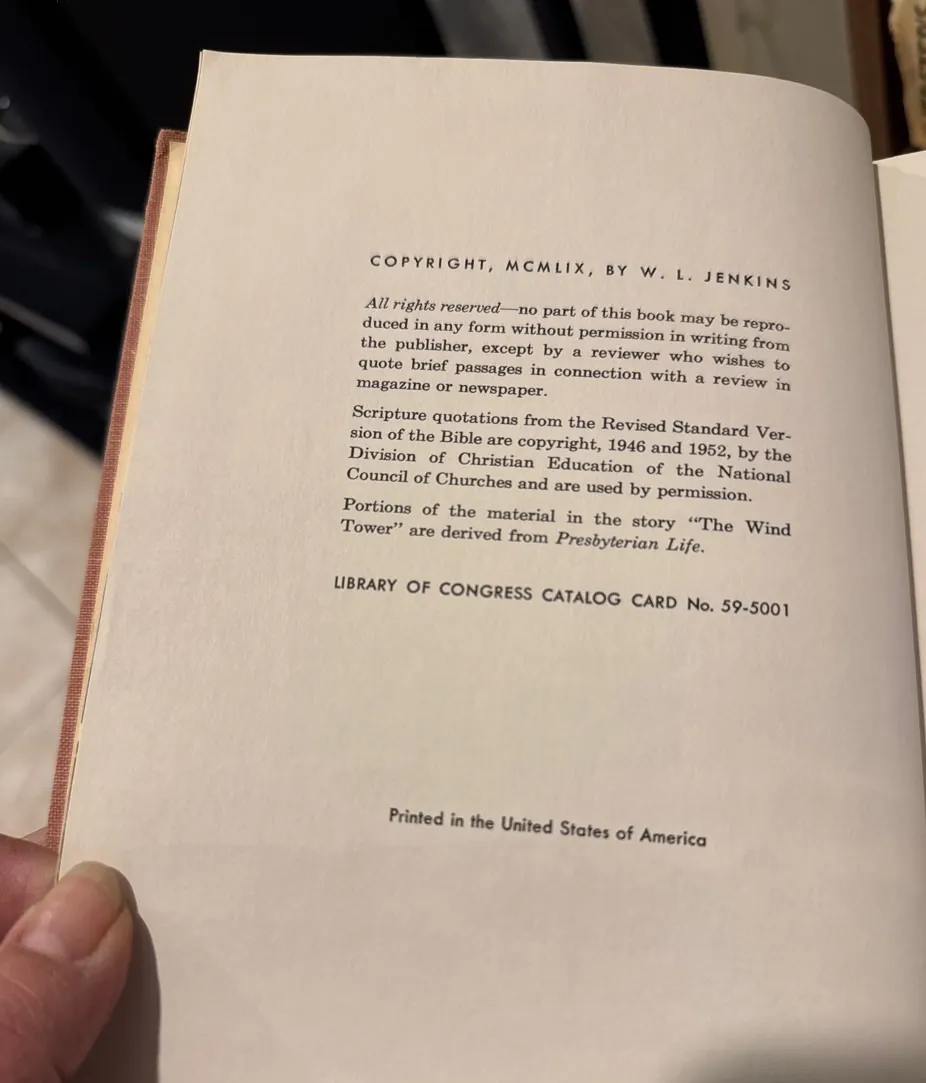 COPYRIGHT, MCMLIX, BY W. L. JENKINS
All rights reserved—no part of this book may be repro-
duced in any form without permission in writing from
the publisher, except by a reviewer who wishes to
quote brief passages in connection with a review in
magazine or newspaper.
Scripture quotations from the Revised Standard Ver-
sion of the Bible are copyright, 1946 and 1952, by the
Division of Christian Education of the National
Council of Churches and are used by permission.
Portions of the material in the story “The Wind
Tower” are derived from Presbyterian Life.
LIBRARY OF CONGRESS CATALOG CARD No. 59-5001
Printed in the United States of America